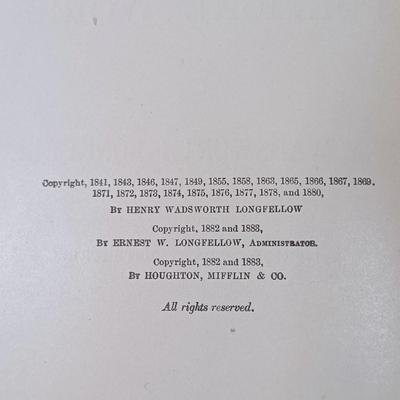 Copyright, 1841, 1843, 1846, 1847, 1849, 1855, 1858, 1863, 1865, 1866, 1867, 1869,
1871, 1872, 1873, 1874, 1875, 1876, 1877, 1878, and 1880,
BY HENRY WADSWORTH LONGFELLOW
Copyright, 1882 and 1883,
BY ERNEST W. LONGFELLOW, ADMINISTRATOR.
Copyright, 1882 and 1883,
BY HOUGHTON, MIFFLIN & CO.
All rights reserved.